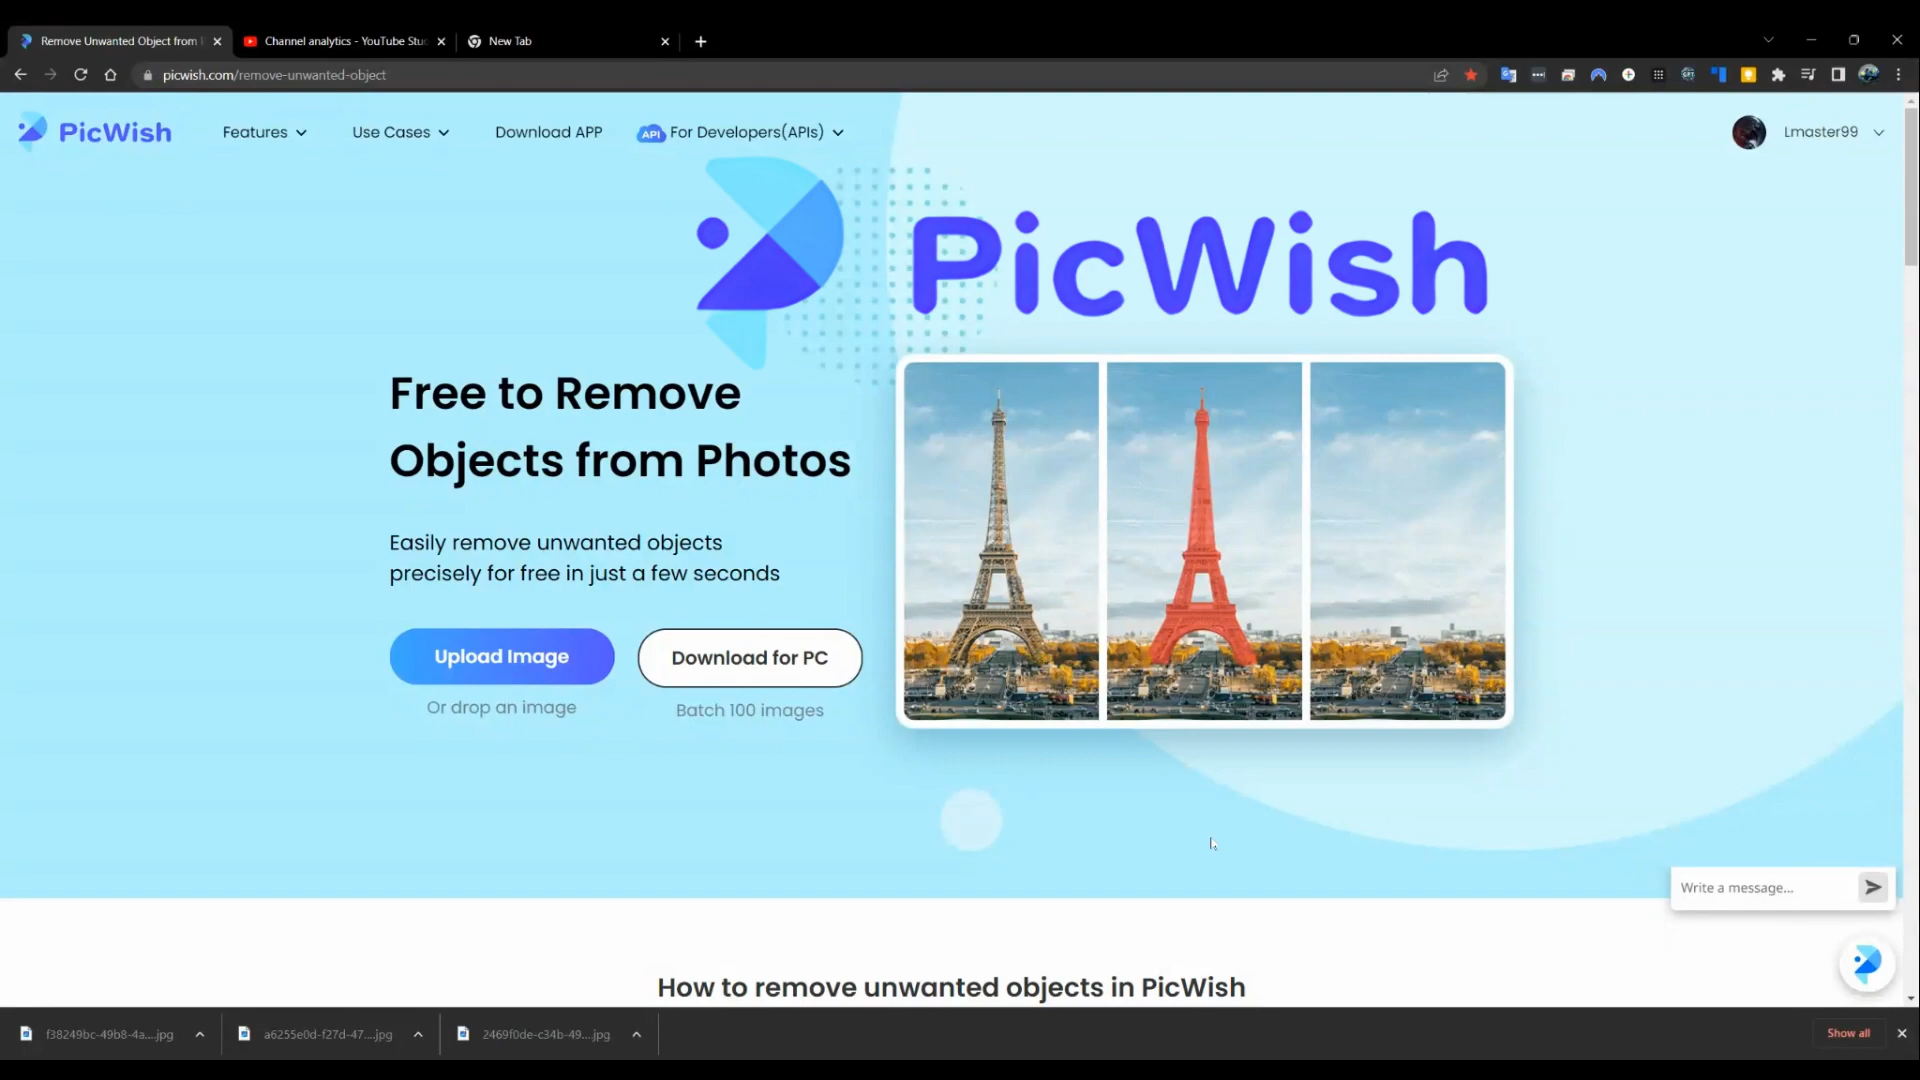 Remove Unwanted Object from
Channel analytics - YouTube Stu
New Tab
picwish.com/remove-unwanted-object
PicWish
Features
Use Cases
Download APP
API For Developers(APIs)
Lmaster99
PicWish
Free to Remove
Objects from Photos
Easily remove unwanted objects
precisely for free in just a few seconds
Upload Image
Download for PC
Or drop an image
Batch 100 images
Write a message...
How to remove unwanted objects in PicWish
f38249bc-49b8-4a....jpg
a6255e0d-f27d-47....jpg
2469f0de-c34b-49....jpg
Show all